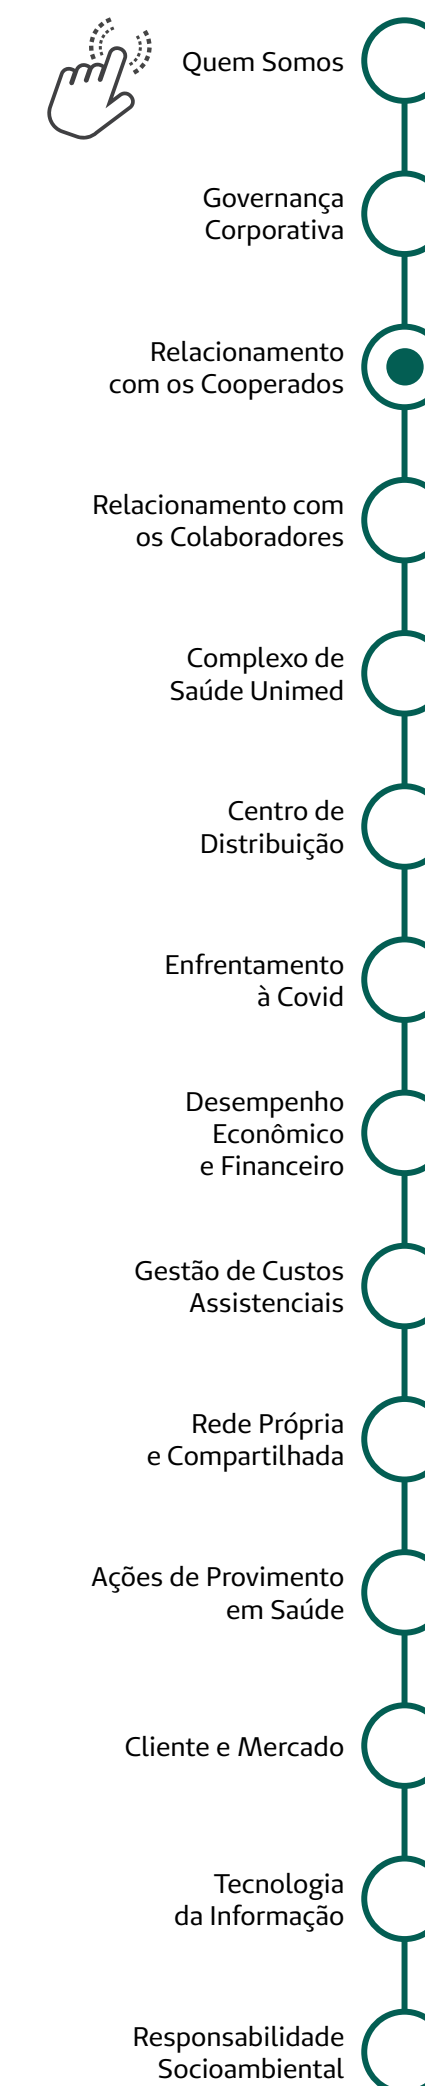 Quem Somos
Governança
Corporativa
Relacionamento
com os Cooperados
Relacionamento com
os Colaboradores
Complexo de
Saúde Unimed
Centro de
Distribuição
Enfrentamento
à Covid
Desempenho
Econômico
e Financeiro
Gestão de Custos
Assistenciais
Rede Própria
e Compartilhada
Ações de Provimento
em Saúde
Cliente e Mercado
Tecnologia
da Informação
Responsabilidade
Socioambiental